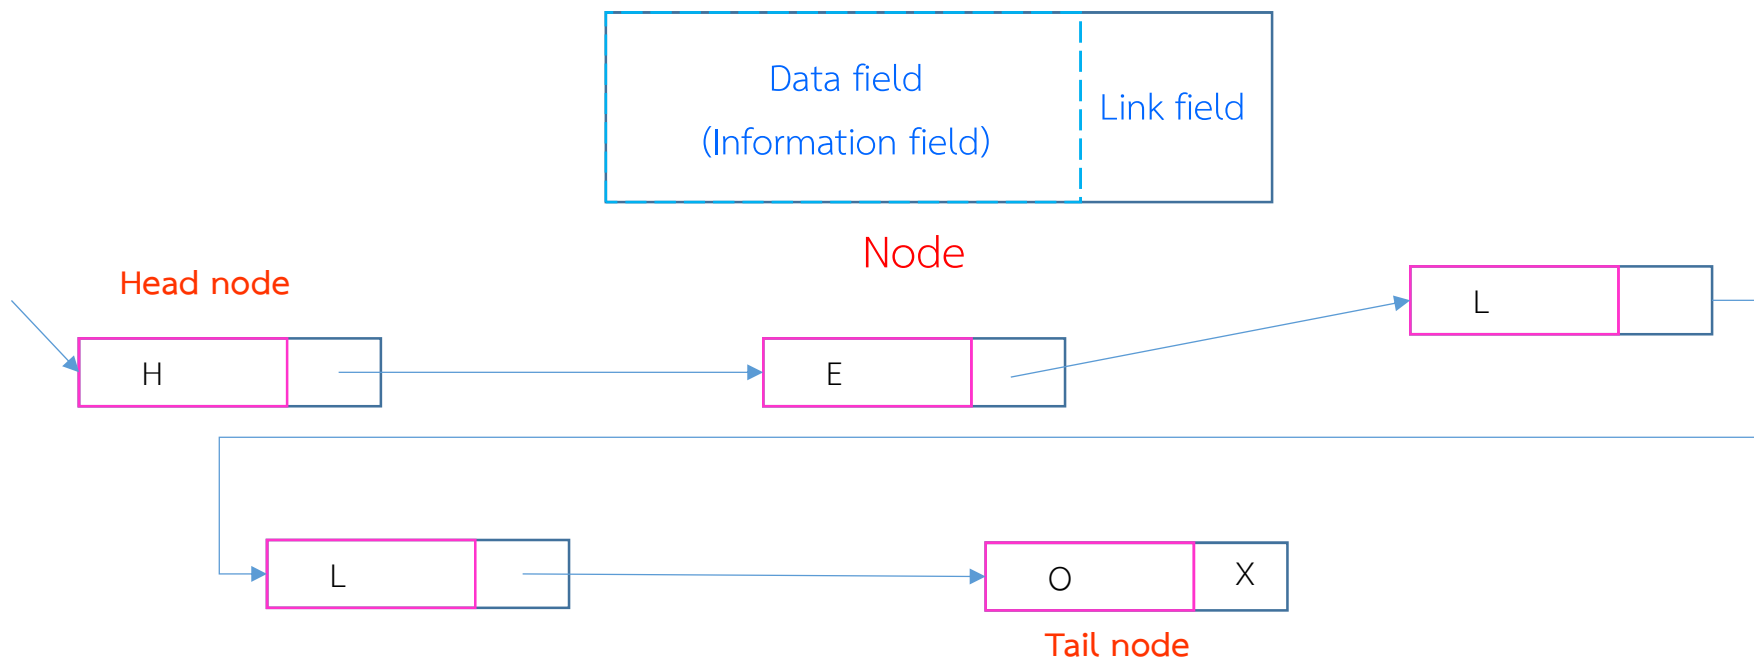 Data field
(Information field)
Link field
Node
Head node
H
E
L
L
O
X
Tail node